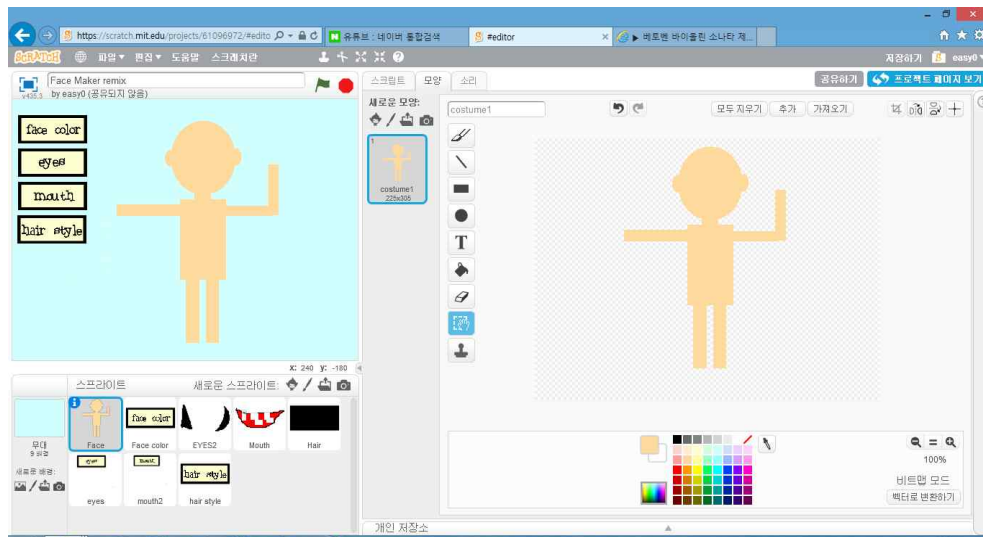 https://scratch.mit.edu/projects/61096972/#edito
유튜브 : 네이버 통합검색
#editor
베토벤 바이올린 소나타 제...
SCRATCH
파일 편집 도움말 스크래치란
저장하기 easy0
Face Maker remix
v435.3 by easy0 (공유되지 않음)
스크립트 모양 소리
공유하기 프로젝트 페이지 보기
새로운 모양:
costume1
모두 지우기 추가 가져오기
face color
eyes
mouth
hair style
1
costume1
225x305
T
x: 240 y: -180
스프라이트 새로운 스프라이트:
face color
무대
새로운 배경:
Face Face color EYES2 Mouth Hair
eyes
hair style
eyes mouth2 hair style
100%
비트맵 모드
벡터로 변환하기
개인 저장소